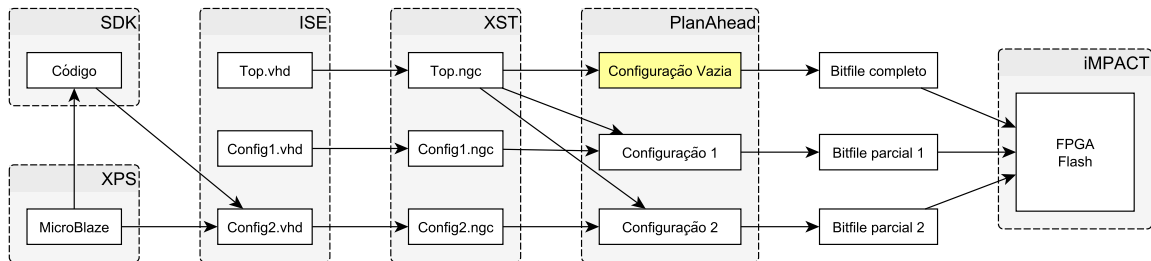 SDK
ISE
XST
PlanAhead
Código
Top.vhd
Top.ngc
Configuração Vazia
Bitfile completo
iMPACT
Config1.vhd
Config1.ngc
Configuração 1
Bitfile parcial 1
FPGA
Flash
XPS
MicroBlaze
Config2.vhd
Config2.ngc
Configuração 2
Bitfile parcial 2